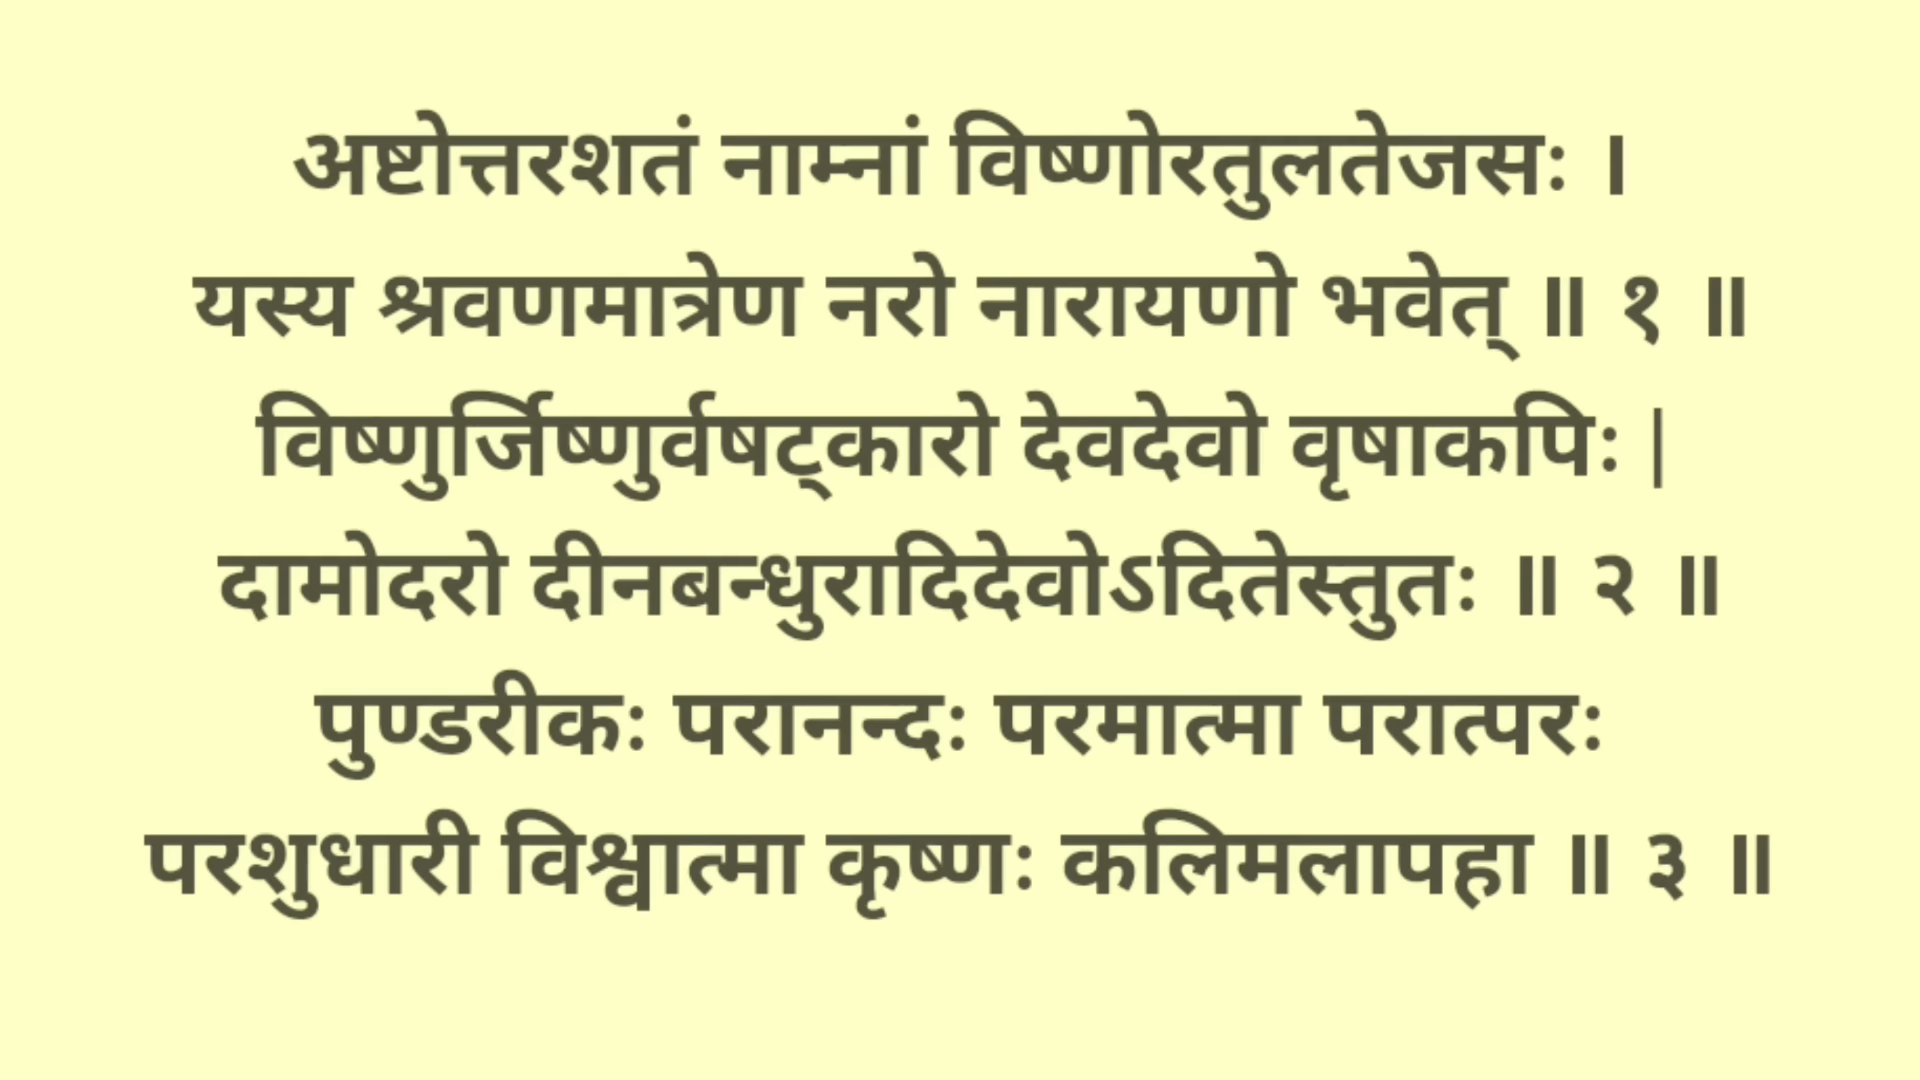 अष्टोत्तरशतं नाम्नां विष्णोरतुलतेजसः ।
यस्य श्रवणमात्रेण नरो नारायणो भवेत् ॥ १ ॥
विष्णुर्जिष्णुर्वषट्कारो देवदेवो वृषाकपिः |
दामोदरो दीनबन्धुरादिदेवोऽदितेस्तुतः ॥ २ ॥
पुण्डरीकः परानन्दः परमात्मा परात्परः
परशुधारी विश्वात्मा कृष्णः कलिमलापहा ॥ ३ ॥